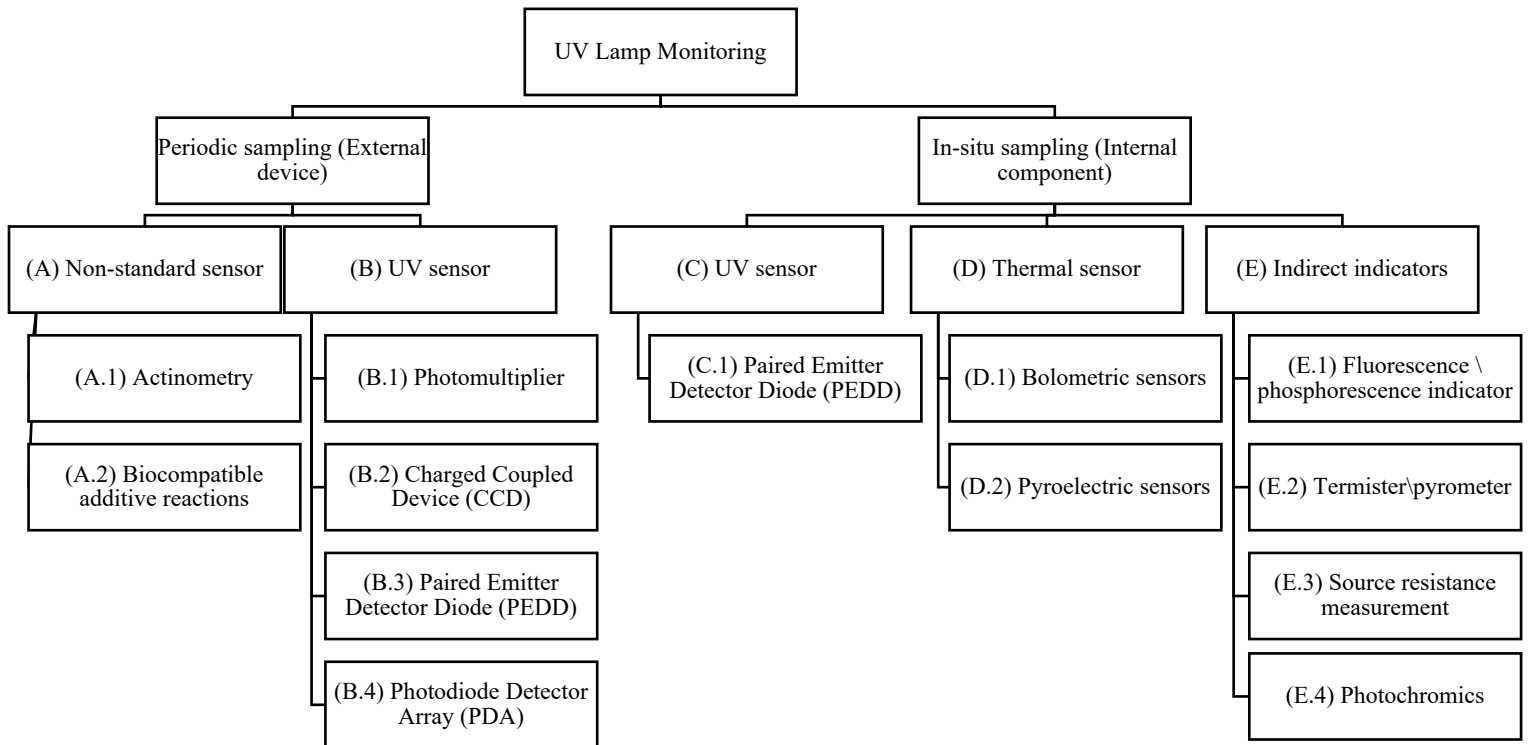 UV Lamp Monitoring
Periodic sampling (External
device)
In-situ sampling (Internal
component)
(A) Non-standard sensor
(B) UV sensor
(C) UV sensor
(D) Thermal sensor
(E) Indirect indicators
(A.1) Actinometry
(A.2) Biocompatible
additive reactions
(B.1) Photomultiplier
(B.2) Charged Coupled
Device (CCD)
(B.3) Paired Emitter
Detector Diode (PEDD)
(B.4) Photodiode Detector
Array (PDA)
(C.1) Paired Emitter
Detector Diode (PEDD)
(D.1) Bolometric sensors
(D.2) Pyroelectric sensors
(E.1) Fluorescence \
phosphorescence indicator
(E.2) Termister\pyrometer
(E.3) Source resistance
measurement
(E.4) Photochromics